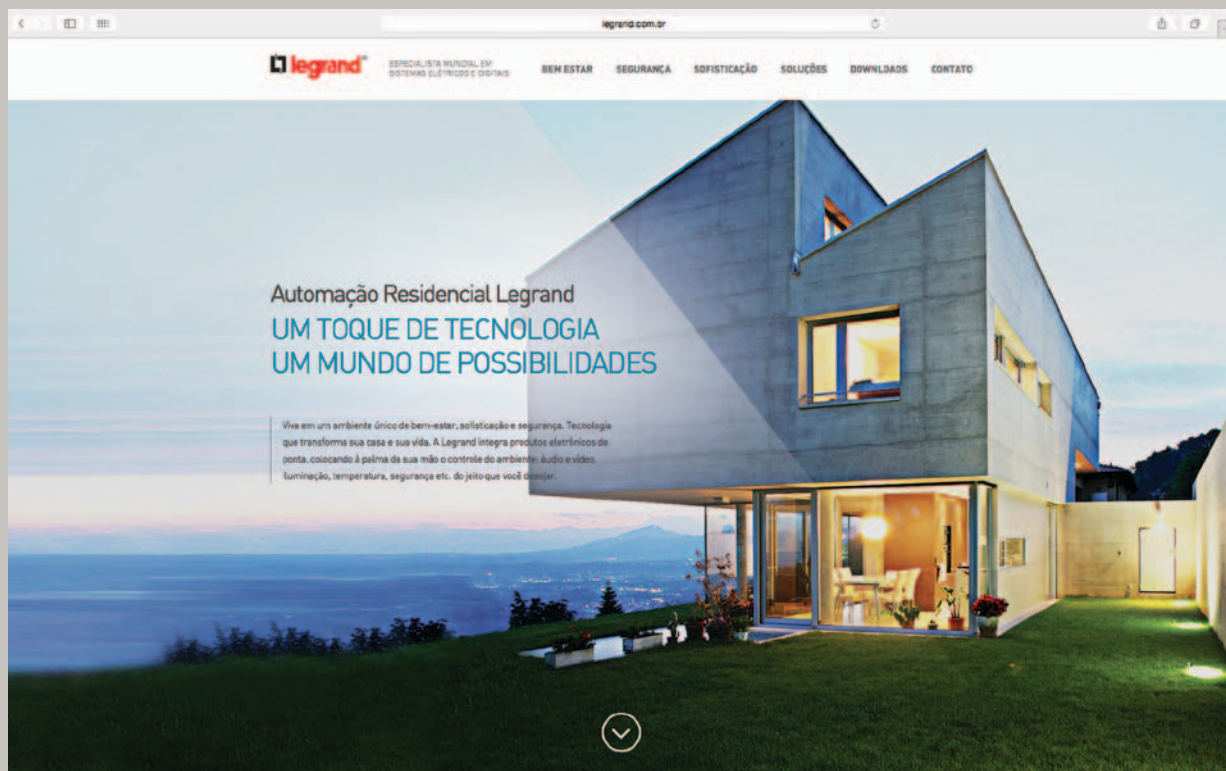 legrand.com.br
legrand®
ESPECIALISTA MUNDIAL EM
SISTEMAS ELÉTRICOS E DIGITAIS
BEM ESTAR SEGURANÇA SOFISTICAÇÃO SOLUÇÕES DOWNLOADS CONTATO
Automação Residencial Legrand
UM TOQUE DE TECNOLOGIA
UM MUNDO DE POSSIBILIDADES
Viva em um ambiente único de bem-estar, sofisticação e segurança. Tecnologia
que transforma sua casa e sua vida. A Legrand integra produtos eletrônicos de
ponta, colocando à palma da sua mão o controle do ambiente: áudio e vídeo,
iluminação, temperatura, segurança etc. do jeito que você desejar.